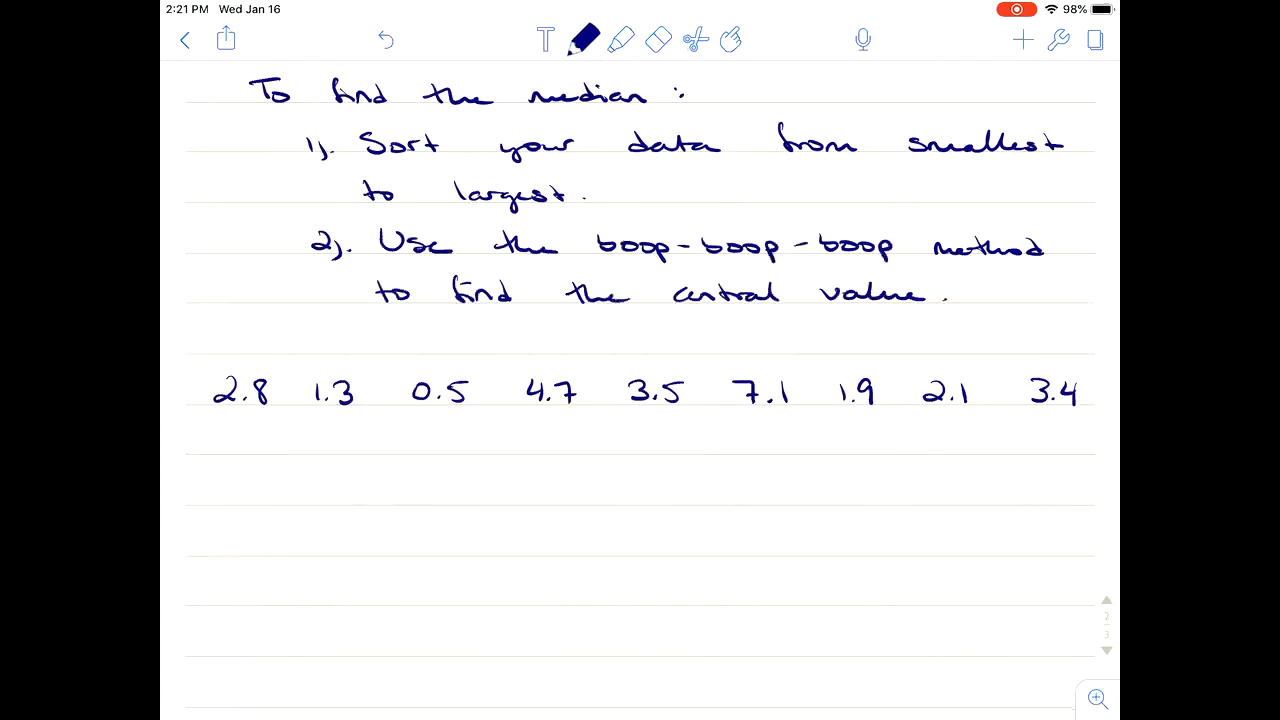 2:21 PM Wed Jan 16 98%
T
To find the median :
1). Sort your data from smallest
to largest.
2). Use the boop-boop-boop method
to find the central value.
2.8 1.3 0.5 4.7 3.5 7.1 1.9 2.1 3.4
2
3